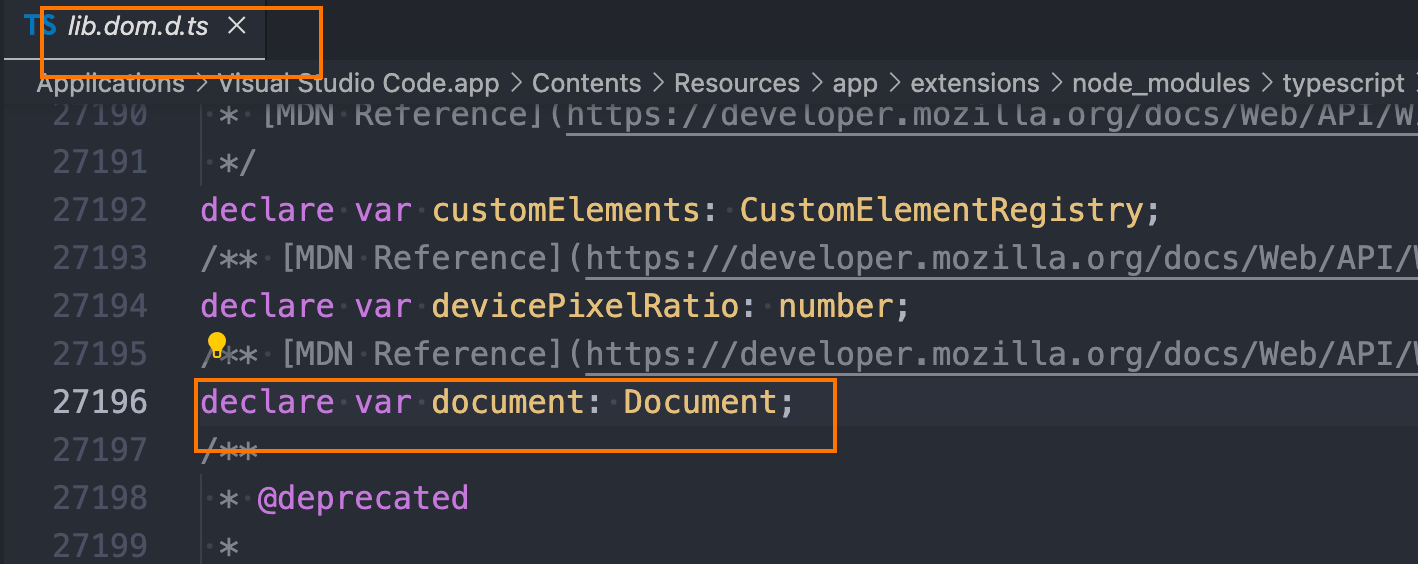 TS lib.dom.d.ts ×
Applications > Visual Studio Code.app > Contents > Resources > app > extensions > node_modules > typescript
27190 * [MDN Reference](https://developer.mozilla.org/docs/Web/API/W
27191 */
27192 declare var customElements: CustomElementRegistry;
27193 /** [MDN Reference](https://developer.mozilla.org/docs/Web/API/W
27194 declare var devicePixelRatio: number;
27195 /** [MDN Reference](https://developer.mozilla.org/docs/Web/API/W
27196 declare var document: Document;
27197 /**
27198 * @deprecated
27199 *